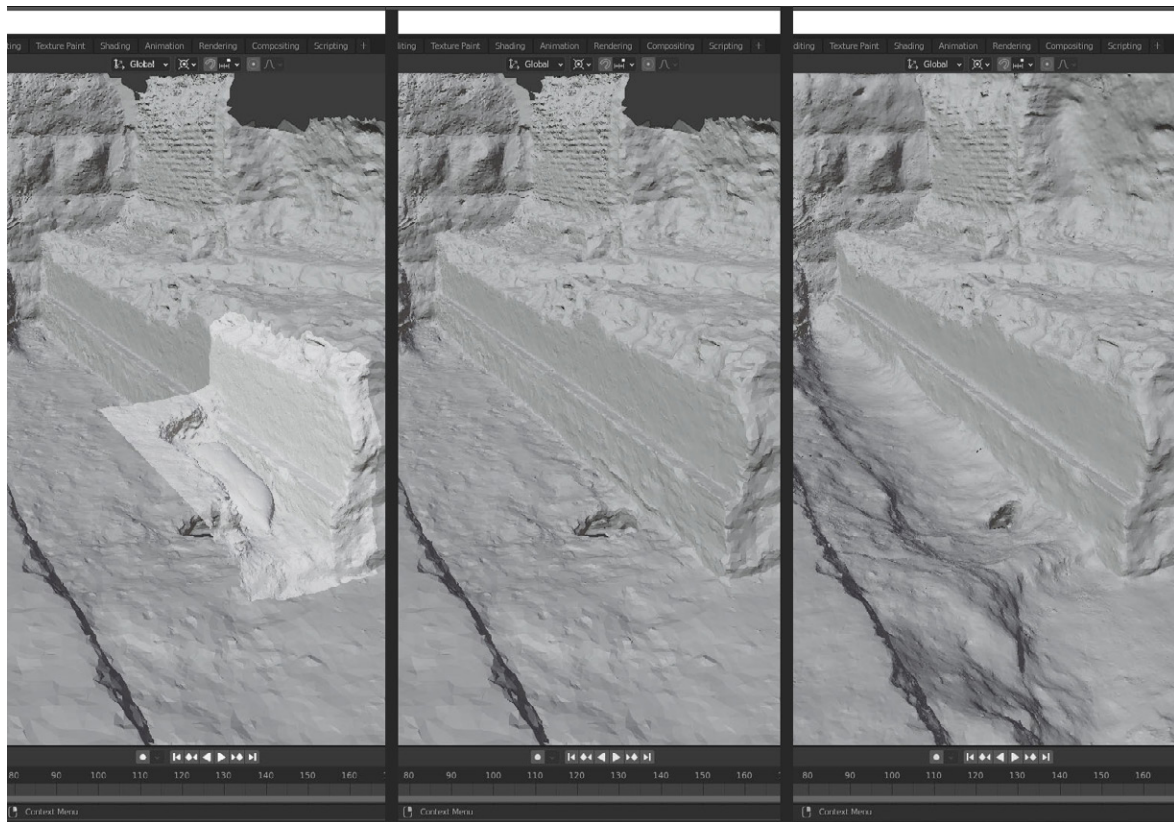 ting Texture Paint Shading Animation Rendering Compositing Scripting +
Global
80 90 100 110 120 130 140 150 160
Context Menu
diting Texture Paint Shading Animation Rendering Compositing Scripting +
Global
80 90 100 110 120 130 140 150 160
Context Menu
diting Texture Paint Shading Animation Rendering Compositing Scripting +
Global
80 90 100 110 120 130 140 150 160
Context Menu